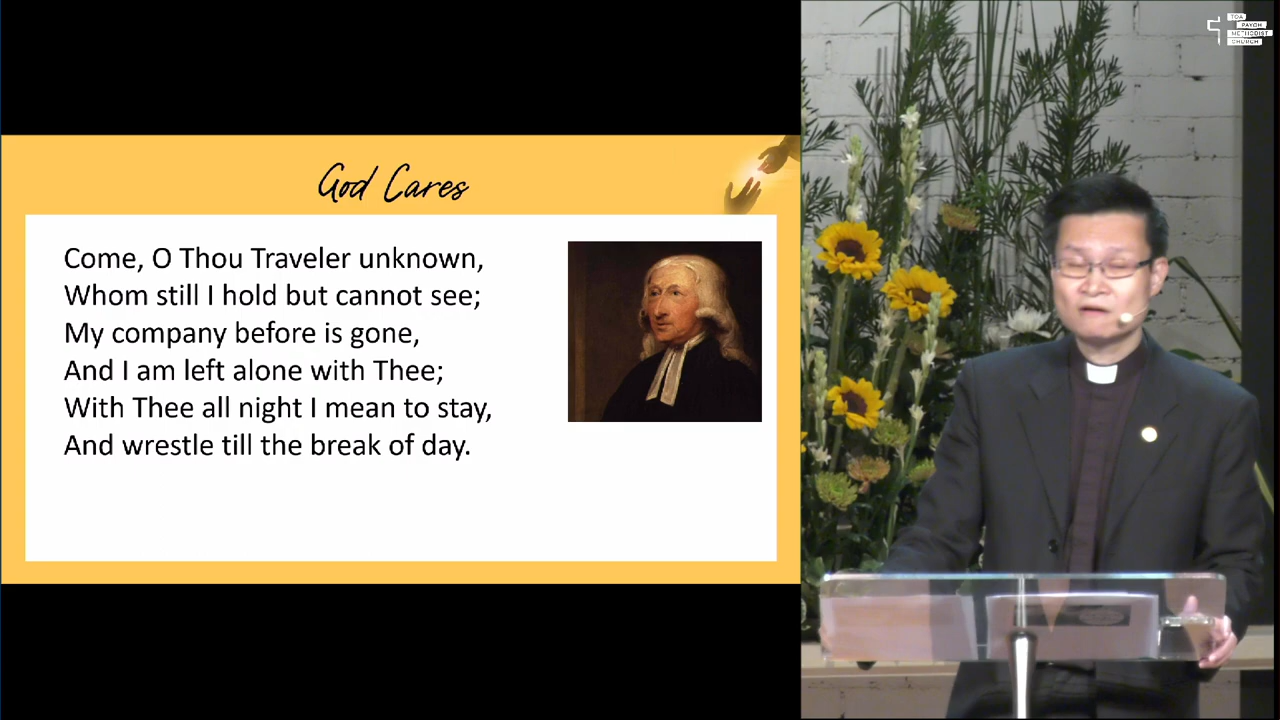 God Cares
Come, O Thou Traveler unknown,
Whom still I hold but cannot see;
My company before is gone,
And I am left alone with Thee;
With Thee all night I mean to stay,
And wrestle till the break of day.
TOA
PAYOH
METHODIST
CHURCH